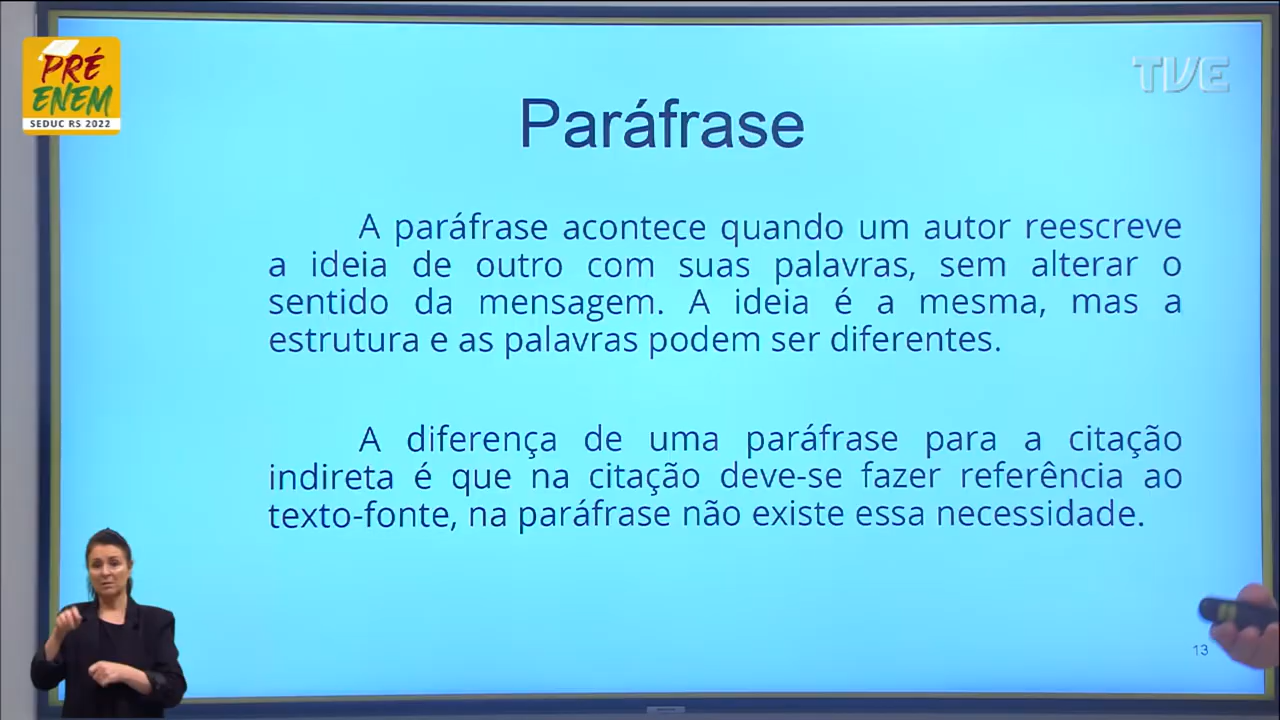 PRÉ
ENEM
SEDUC RS 2022
TVE
Paráfrase
A paráfrase acontece quando um autor reescreve
a ideia de outro com suas palavras, sem alterar o
sentido da mensagem. A ideia é a mesma, mas a
estrutura e as palavras podem ser diferentes.
A diferença de uma paráfrase para a citação
indireta é que na citação deve-se fazer referência ao
texto-fonte, na paráfrase não existe essa necessidade.
13